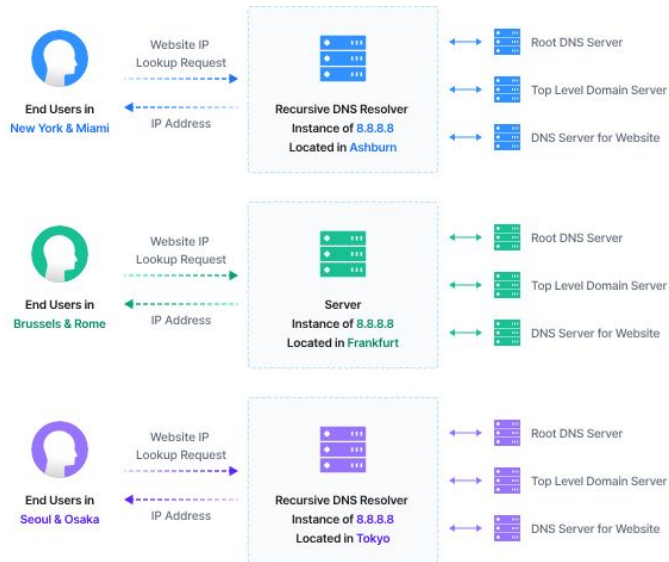 Website IP
Lookup Request
IP Address
End Users in
New York & Miami
Recursive DNS Resolver
Instance of 8.8.8.8
Located in Ashburn
Root DNS Server
Top Level Domain Server
DNS Server for Website
Website IP
Lookup Request
IP Address
End Users in
Brussels & Rome
Server
Instance of 8.8.8.8
Located in Frankfurt
Root DNS Server
Top Level Domain Server
DNS Server for Website
Website IP
Lookup Request
IP Address
End Users in
Seoul & Osaka
Recursive DNS Resolver
Instance of 8.8.8.8
Located in Tokyo
Root DNS Server
Top Level Domain Server
DNS Server for Website